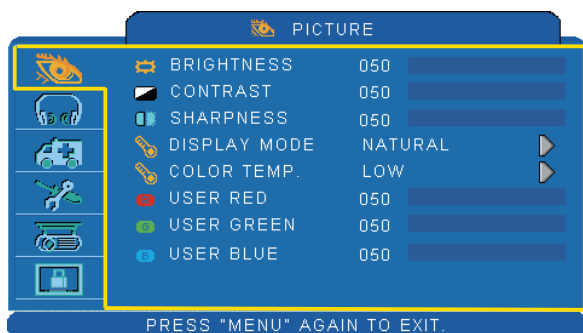 PICTURE
BRIGHTNESS 050
CONTRAST 050
SHARPNESS 050
DISPLAY MODE NATURAL
COLOR TEMP. LOW
R USER RED 050
G USER GREEN 050
B USER BLUE 050
PRESS "MENU" AGAIN TO EXIT.